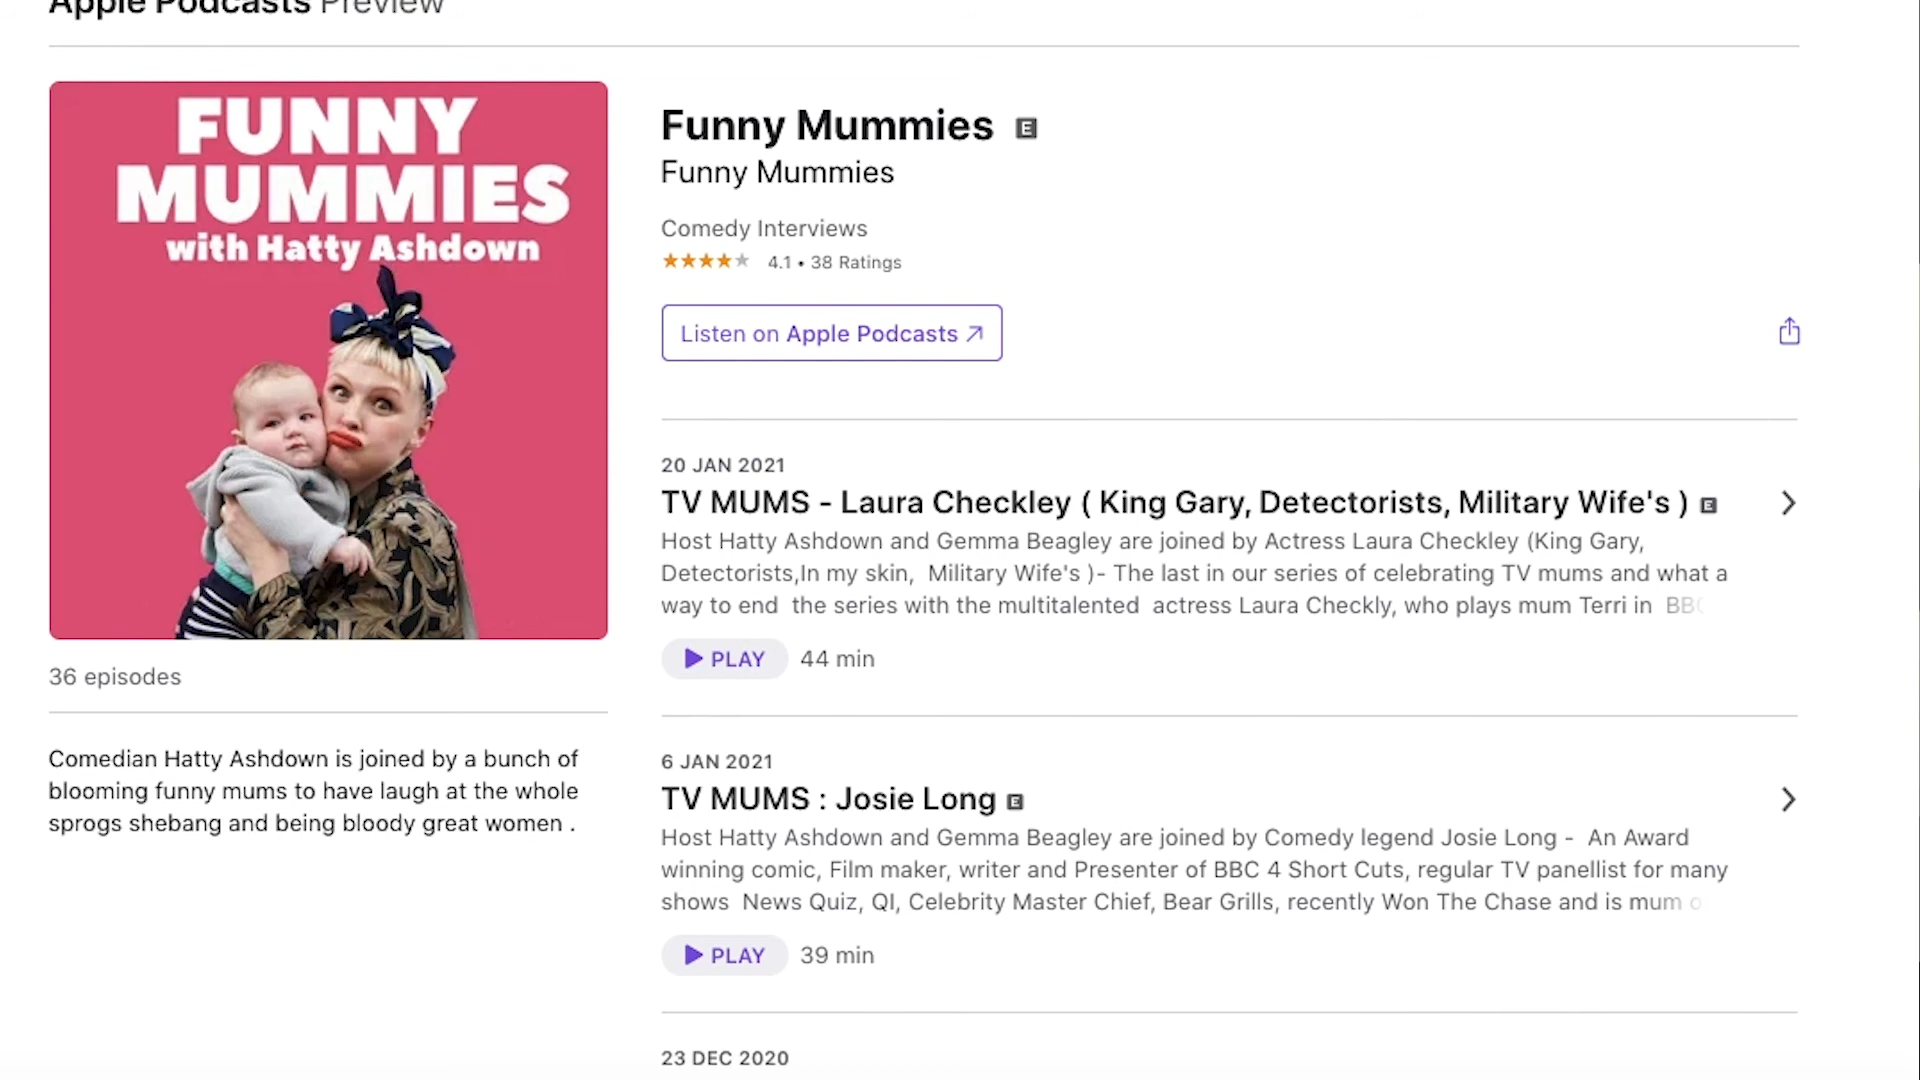 Apple Podcasts Preview
FUNNY
MUMMIES
with Hatty Ashdown
36 episodes
Comedian Hatty Ashdown is joined by a bunch of
blooming funny mums to have laugh at the whole
sprogs shebang and being bloody great women .
Funny Mummies E
Funny Mummies
Comedy Interviews
4.1 • 38 Ratings
Listen on Apple Podcasts
20 JAN 2021
TV MUMS - Laura Checkley ( King Gary, Detectorists, Military Wife's ) E
Host Hatty Ashdown and Gemma Beagley are joined by Actress Laura Checkley (King Gary,
Detectorists,In my skin, Military Wife's )- The last in our series of celebrating TV mums and what a
way to end the series with the multitalented actress Laura Checkly, who plays mum Terri in BBC
PLAY 44 min
6 JAN 2021
TV MUMS : Josie Long E
Host Hatty Ashdown and Gemma Beagley are joined by Comedy legend Josie Long - An Award
winning comic, Film maker, writer and Presenter of BBC 4 Short Cuts, regular TV panellist for many
shows News Quiz, QI, Celebrity Master Chief, Bear Grills, recently Won The Chase and is mum
PLAY 39 min
23 DEC 2020